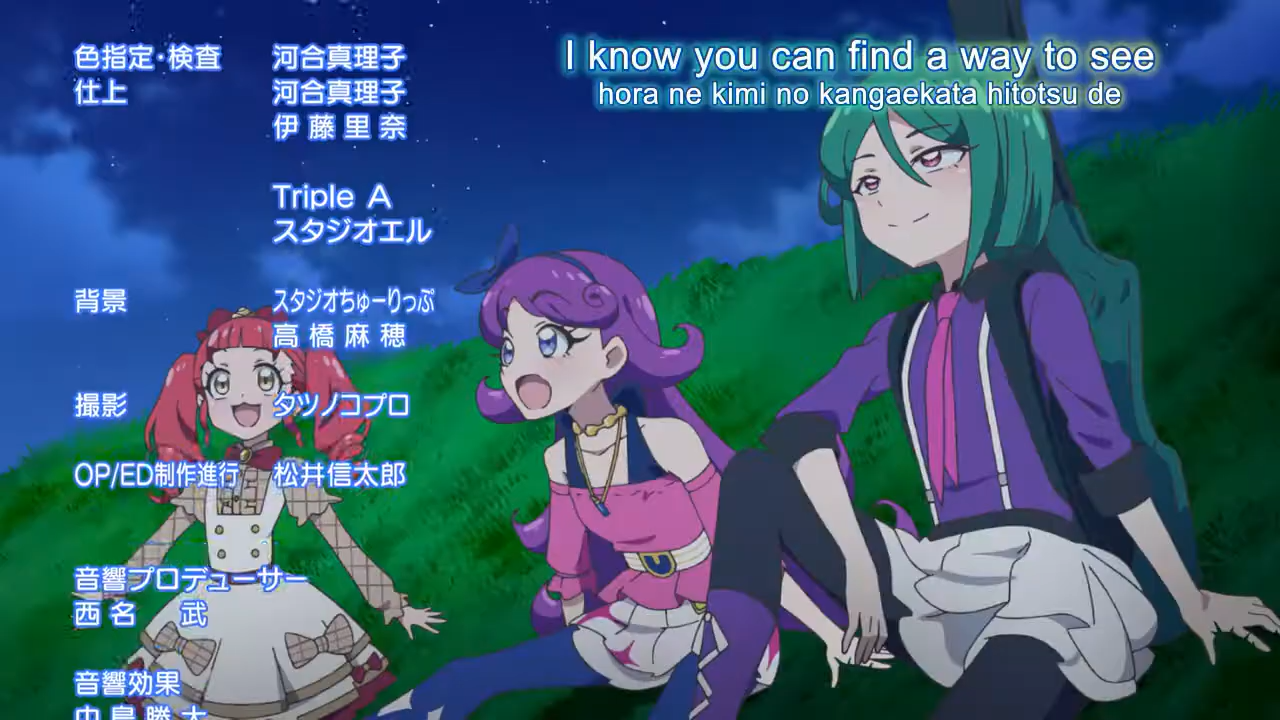 I know you can find a way to see
hora ne kimi no kangaekata hitotsu de
色指定・検査 河合真理子
仕上 河合真理子
伊藤里奈
Triple A
スタジオエル
背景 スタジオちゅーりっぷ
高橋麻穂
撮影 タツノコプロ
OP/ED制作進行 松井信太郎
音響プロデューサー
西名 武
音響効果
中島勝大